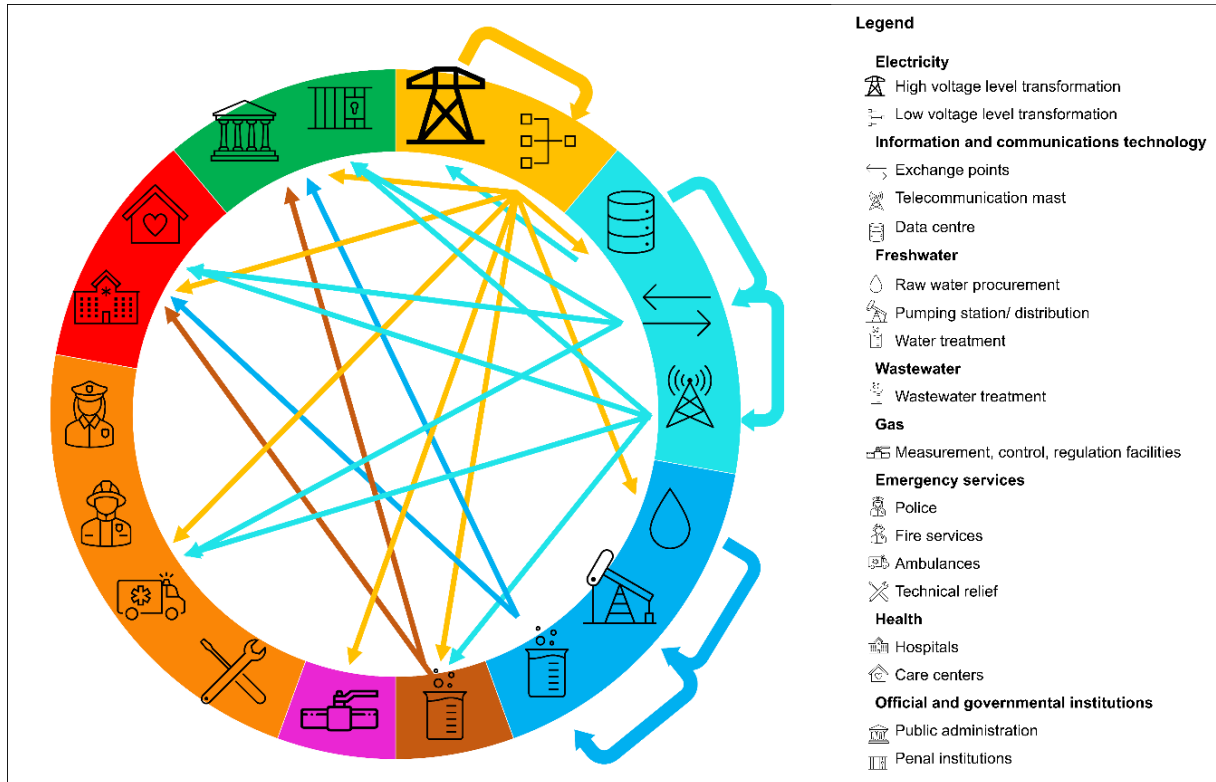 Legend
Electricity
High voltage level transformation
Low voltage level transformation
Information and communications technology
Exchange points
Telecommunication mast
Data centre
Freshwater
Raw water procurement
Pumping station/ distribution
Water treatment
Wastewater
Wastewater treatment
Gas
Measurement, control, regulation facilities
Emergency services
Police
Fire services
Ambulances
Technical relief
Health
Hospitals
Care centers
Official and governmental institutions
Public administration
Penal institutions